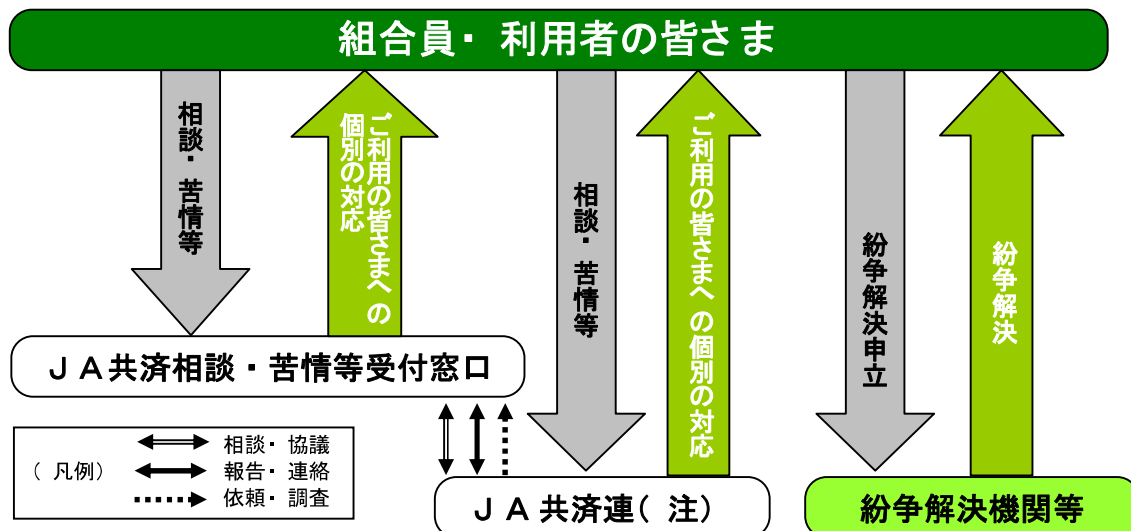 組合員・ 利用者の皆さま
相談・ 苦情等
ご利用の皆さまへ の
個別の対応
相談・ 苦情等
ご利用の皆さまへ の個別の対応
紛争解決申立
紛争解決
ＪＡ共済相談・苦情等受付窓口
（ 凡例）
相談・ 協議
報告・ 連絡
依頼・ 調査
ＪＡ共済連（ 注）
紛争解決機関等